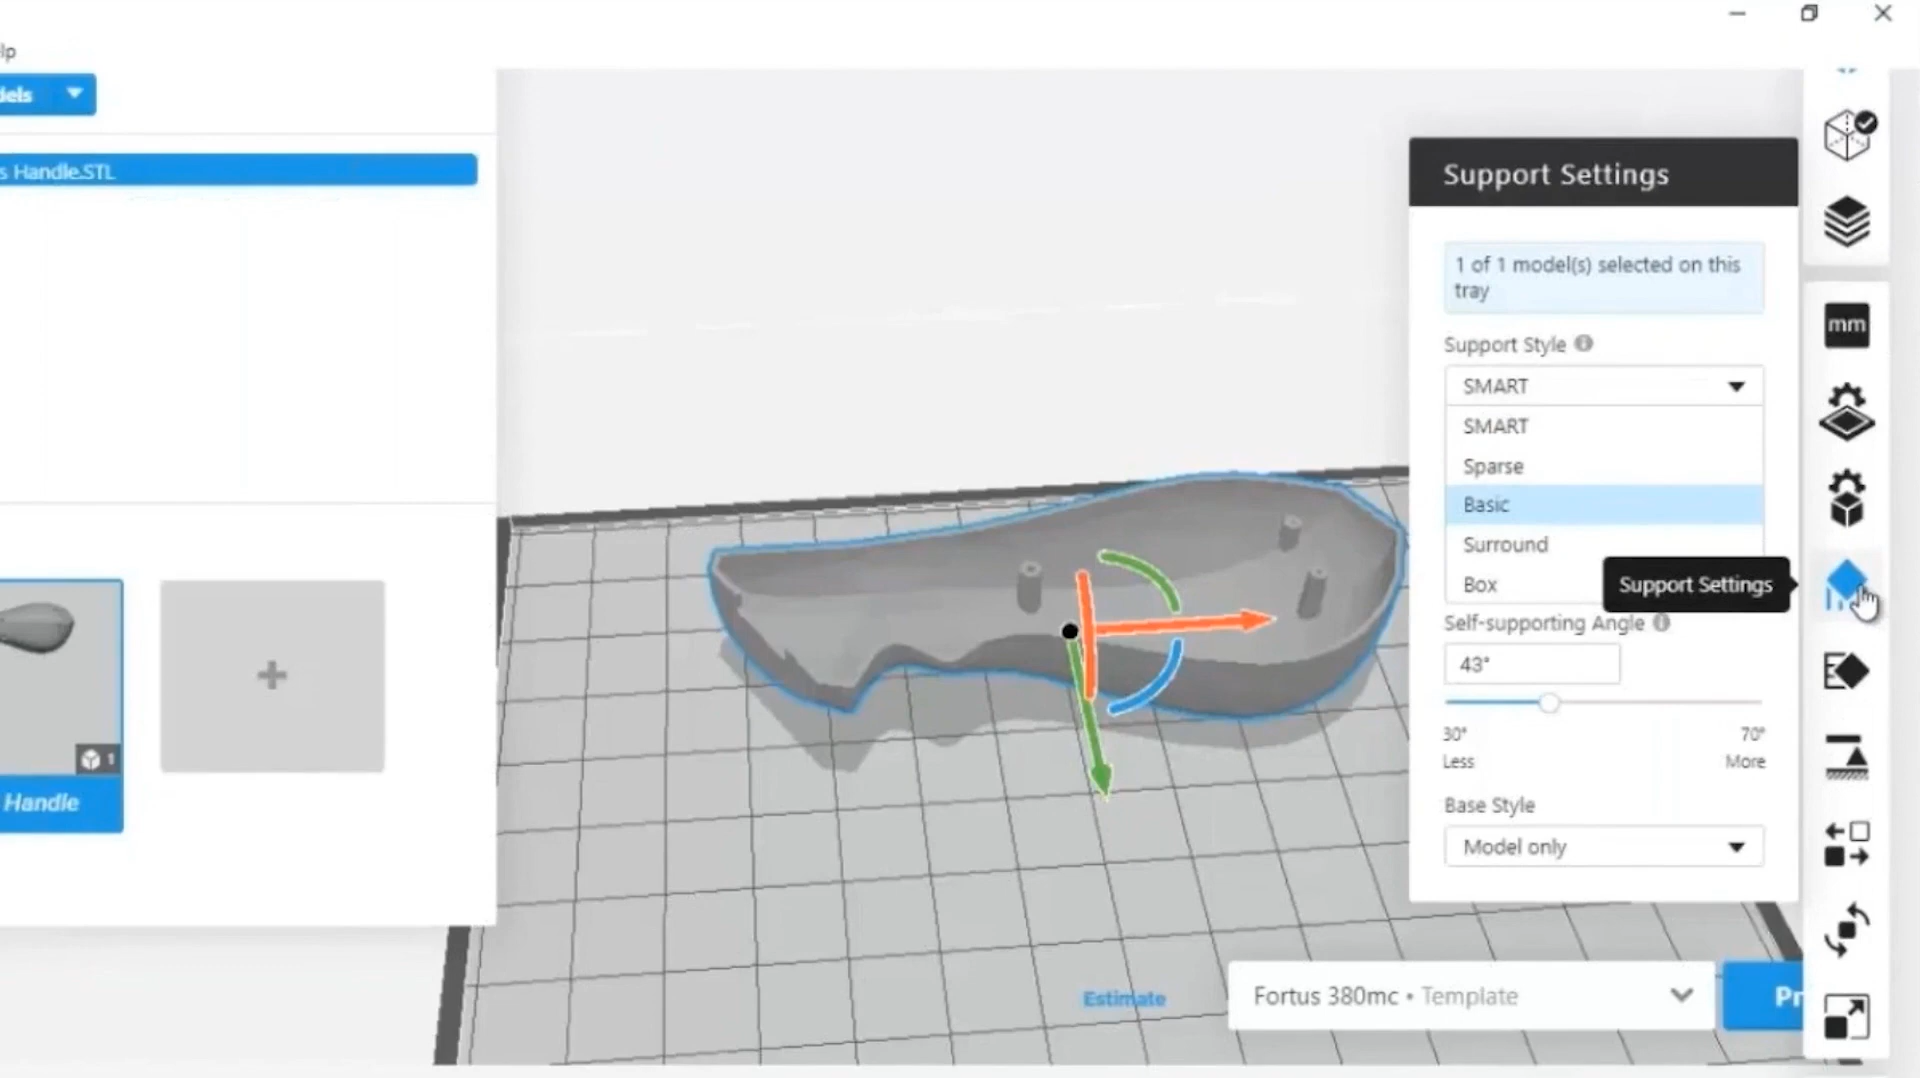 lp
dels
s Handle.STL
1
Handle
Support Settings
1 of 1 model(s) selected on this
tray
Support Style
SMART
SMART
Sparse
Basic
Surround
Box
Support Settings
Self-supporting Angle
43°
30°
70°
Less
More
Base Style
Model only
mm
Estimate
Fortus 380mc • Template
Pr